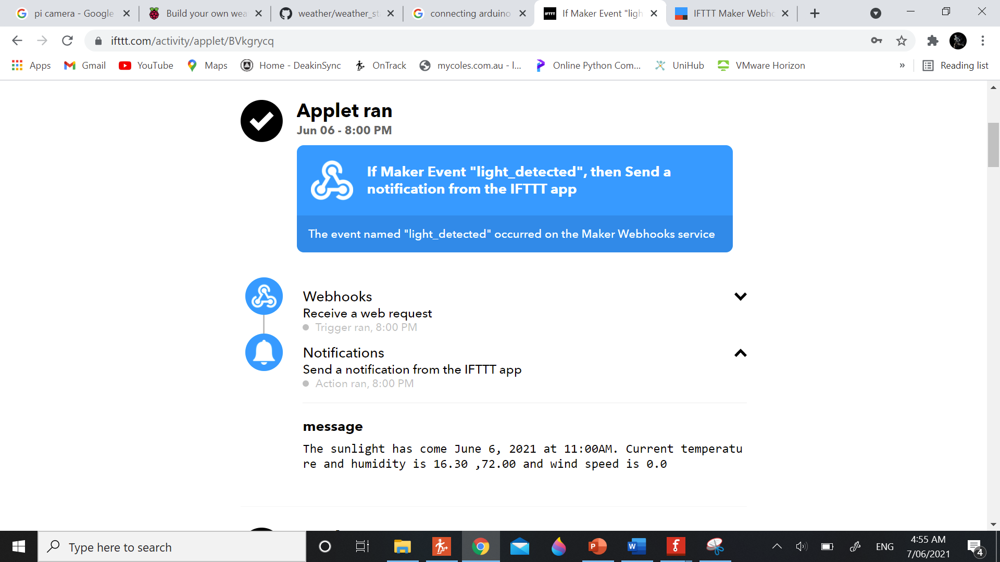 pi camera - Google
Build your own wea
weather/weather_st
connecting arduino
IFTTT
If Maker Event "ligh
IFTTT Maker Webho
ifttt.com/activity/applet/BVkgrycq
Apps
Gmail
YouTube
Maps
Home - DeakinSync
OnTrack
mycoles.com.au - l...
Online Python Com...
UniHub
VMware Horizon
»
Reading list
Applet ran
Jun 06 - 8:00 PM
If Maker Event "light_detected", then Send a
notification from the IFTTT app
The event named "light_detected" occurred on the Maker Webhooks service
Webhooks
Receive a web request
Trigger ran, 8:00 PM
Notifications
Send a notification from the IFTTT app
Action ran, 8:00 PM
message
The sunlight has come June 6, 2021 at 11:00AM. Current temperatu
re and humidity is 16.30 ,72.00 and wind speed is 0.0
Type here to search
ENG
4:55 AM
7/06/2021
4